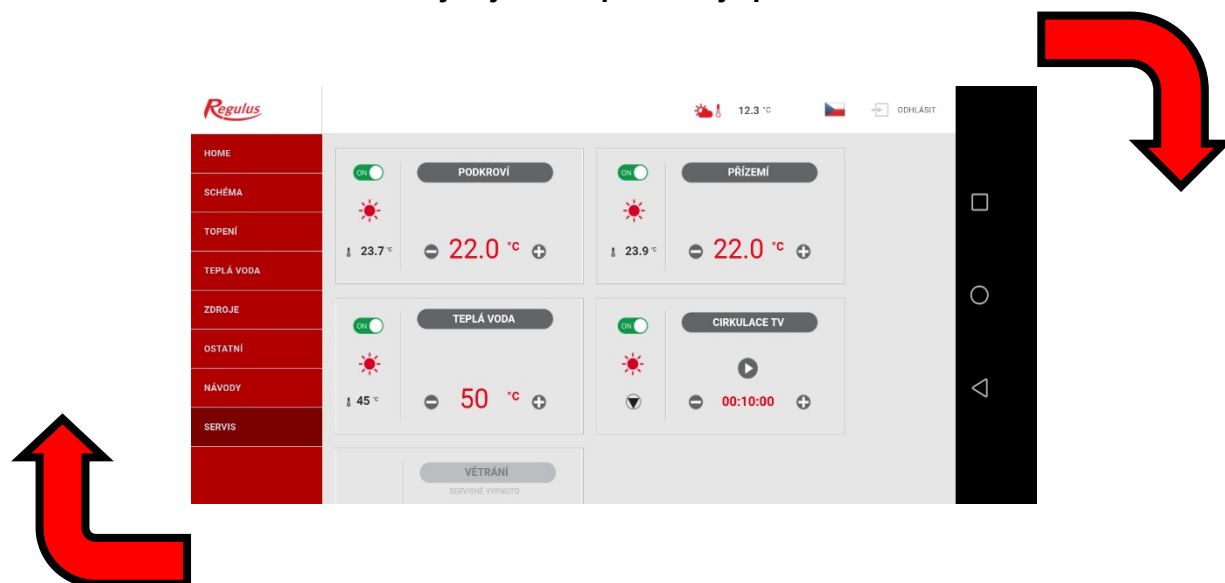 Regulus
12.3 °C
ODHLÁSIT
HOME
SCHÉMA
TOPENÍ
TEPLÁ VODA
ZDROJE
OSTATNÍ
NÁVODY
SERVIS
ON
PODKROVÍ
23.7 °C
22.0 °C
ON
PŘÍZEMÍ
23.9 °C
22.0 °C
ON
TEPLÁ VODA
45 °C
50 °C
ON
CIRKULACE TV
00:10:00
VĚTRÁNÍ
SERVISNĚ VYPNUTO